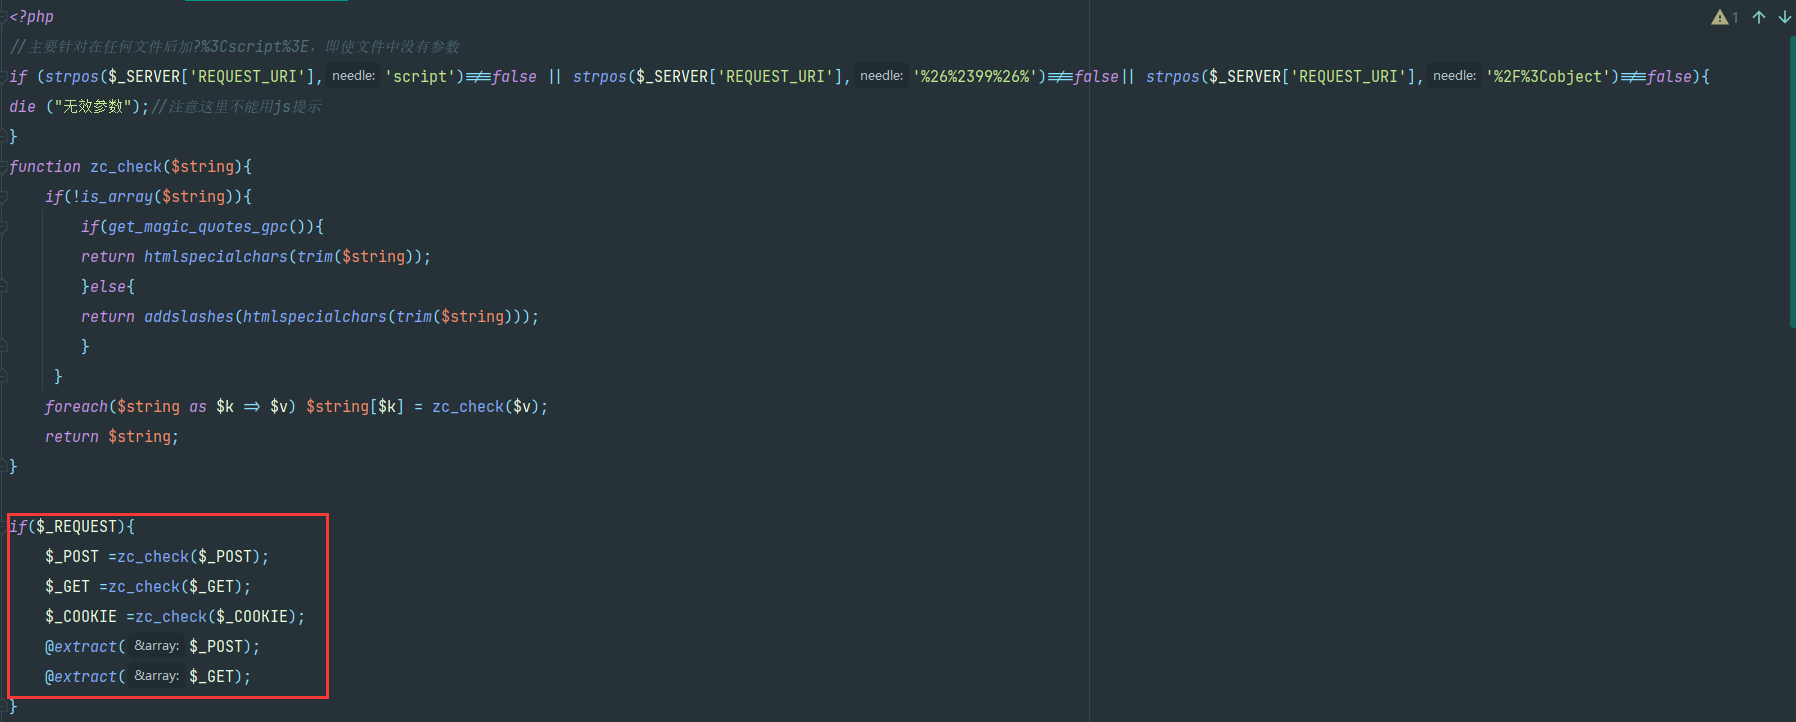 <?php
//主要针对在任何文件后加?%3Cscript%3E，即使文件中没有参数
if (strpos($_SERVER['REQUEST_URI'], needle: 'script')!==false || strpos($_SERVER['REQUEST_URI'], needle: '%26%2399%26%')!==false|| strpos($_SERVER['REQUEST_URI'], needle: '%2F%3Cobject')!==false){
die ("无效参数");//注意这里不能用js提示
}
function zc_check($string){
    if(!is_array($string)){
        if(get_magic_quotes_gpc()){
        return htmlspecialchars(trim($string));
        }else{
        return addslashes(htmlspecialchars(trim($string)));
        }
     }
    foreach($string as $k => $v) $string[$k] = zc_check($v);
    return $string;
}
if($_REQUEST){
    $_POST =zc_check($_POST);
    $_GET =zc_check($_GET);
    $_COOKIE =zc_check($_COOKIE);
    @extract( &array: $_POST);
    @extract( &array: $_GET);
}
1